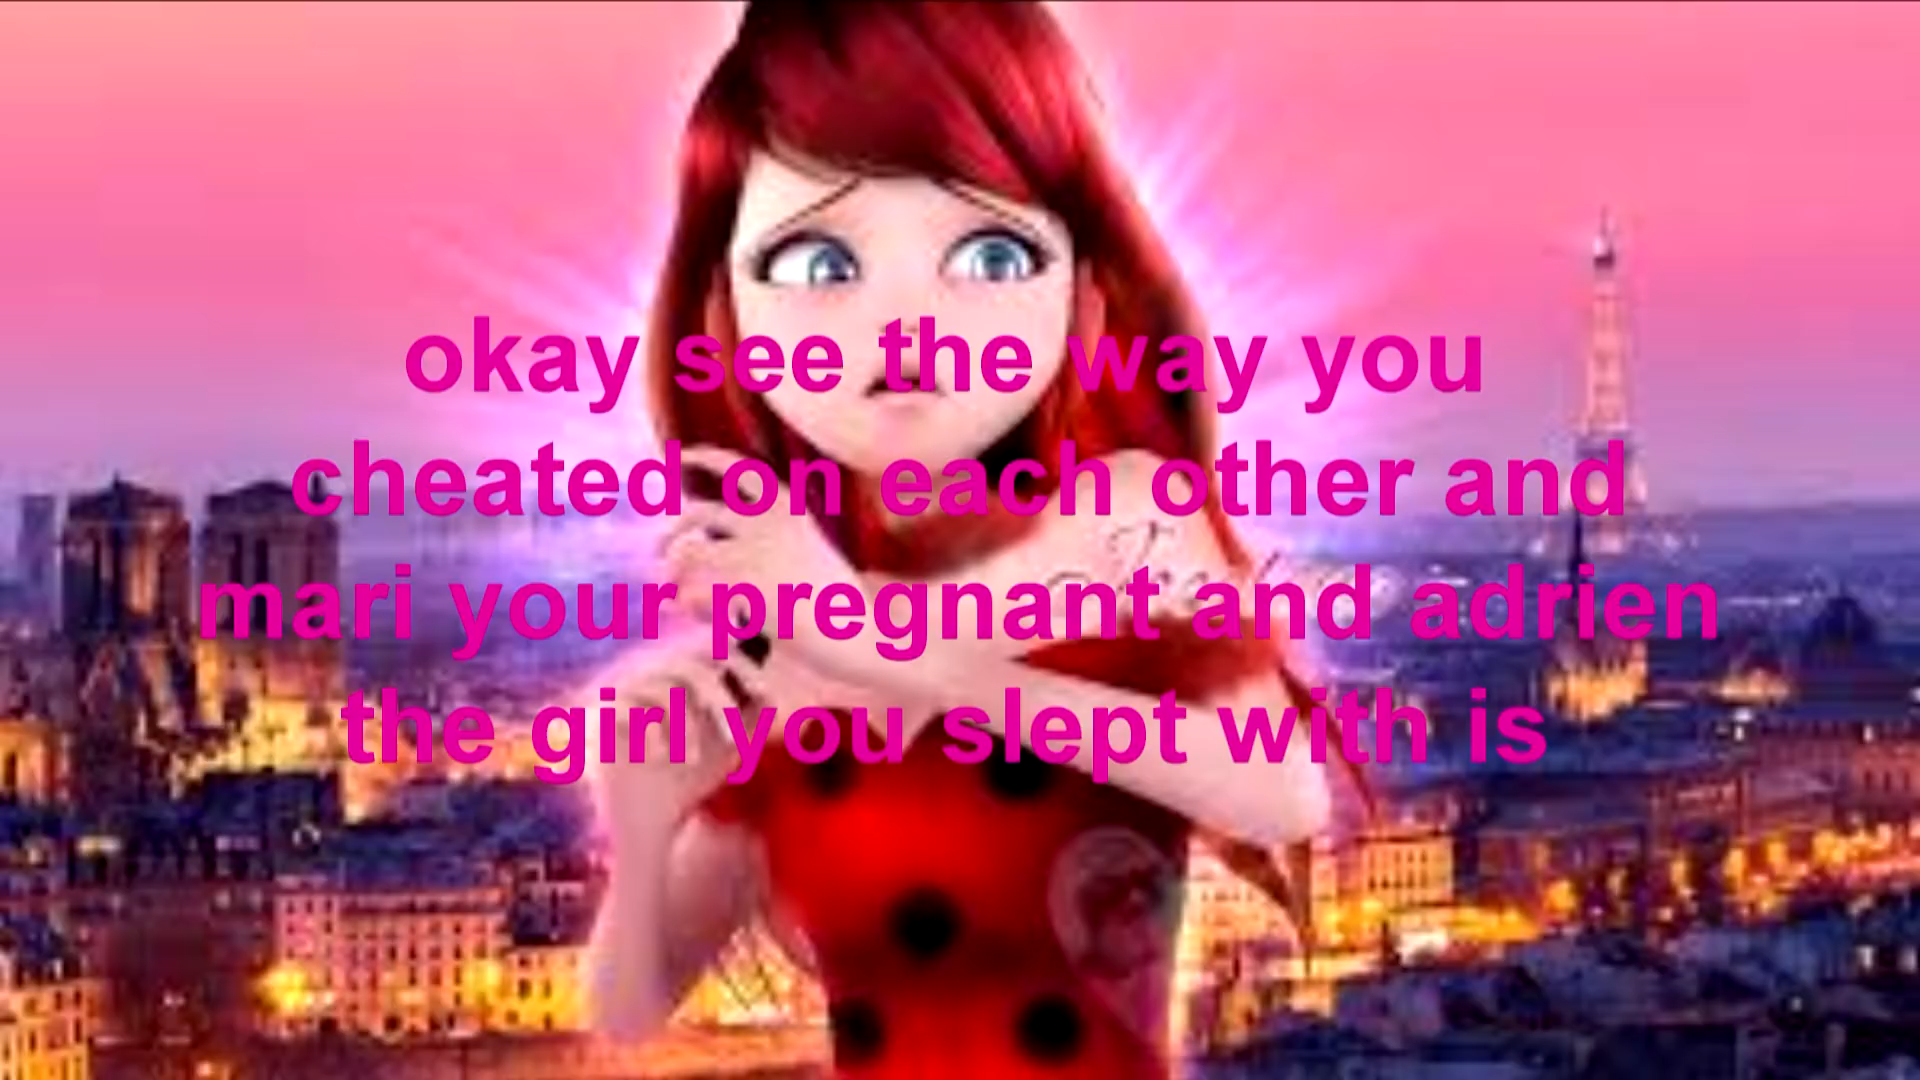 okay see the way you
cheated on each other and
mari your pregnant and adrien
the girl you slept with is